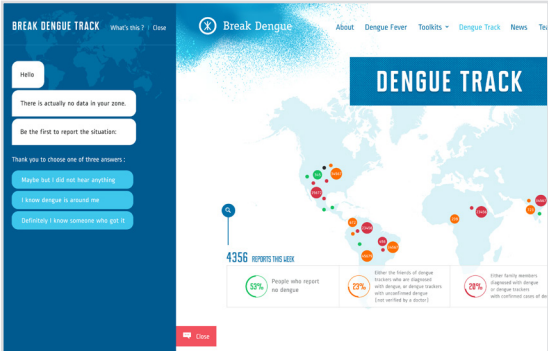 BREAK DENGUE TRACK What's this ? | Close
Hello
There is actually no data in your zone.
Be the first to report the situation:
Thank you to choose one of three answers :
Maybe but I did not hear anything
I know dengue is around me
Definitely I know someone who got it
Break Dengue
About Dengue Fever Toolkits Dengue Track News
DENGUE TRACK
4356 REPORTS THIS WEEK
53%
People who report
no dengue
23%
Either the friends of dengue
trackers who are diagnosed
with dengue, or dengue trackers
with unconfirmed dengue
(not verified by a doctor)
20%
Either family members
diagnosed with dengue
or dengue trackers
with confirmed cases of de
Close